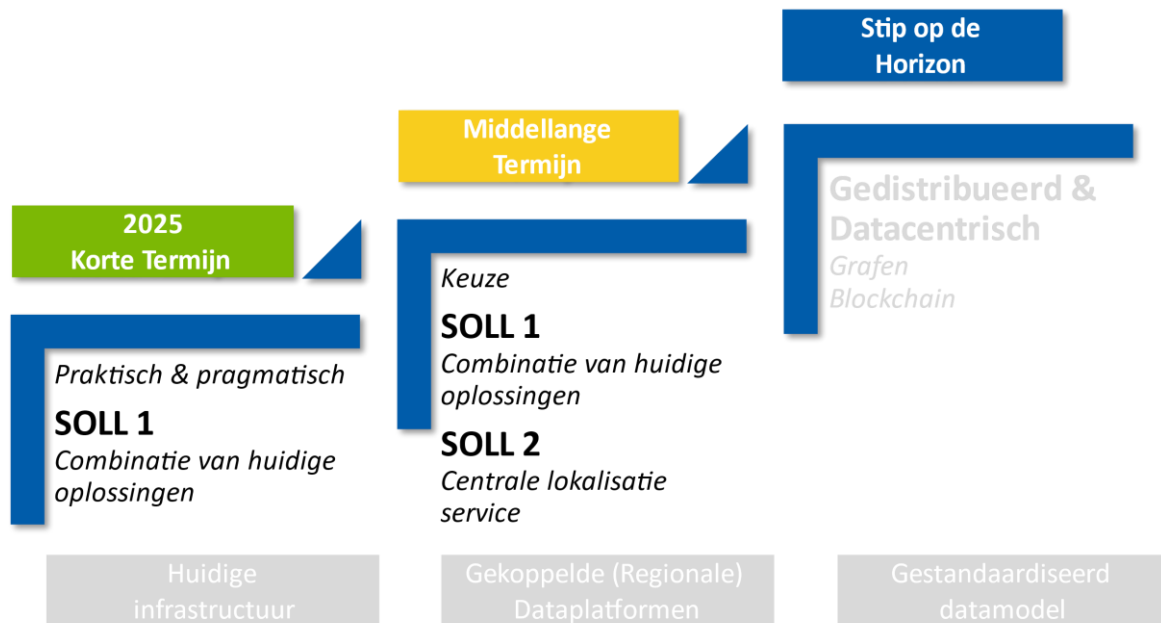 Stip op de
Horizon
Middellange
Termijn
2025
Korte Termijn
Gedistribueerd &
Datacentrisch
Grafen
Blockchain
Keuze
SOLL 1
Combinatie van huidige
oplossingen
SOLL 2
Centrale lokalisatie
service
Praktisch & pragmatisch
SOLL 1
Combinatie van huidige
oplossingen
Huidige
infrastructuur
Gekoppelde (Regionale)
Dataplatformen
Gestandaardiseerd
datamodel